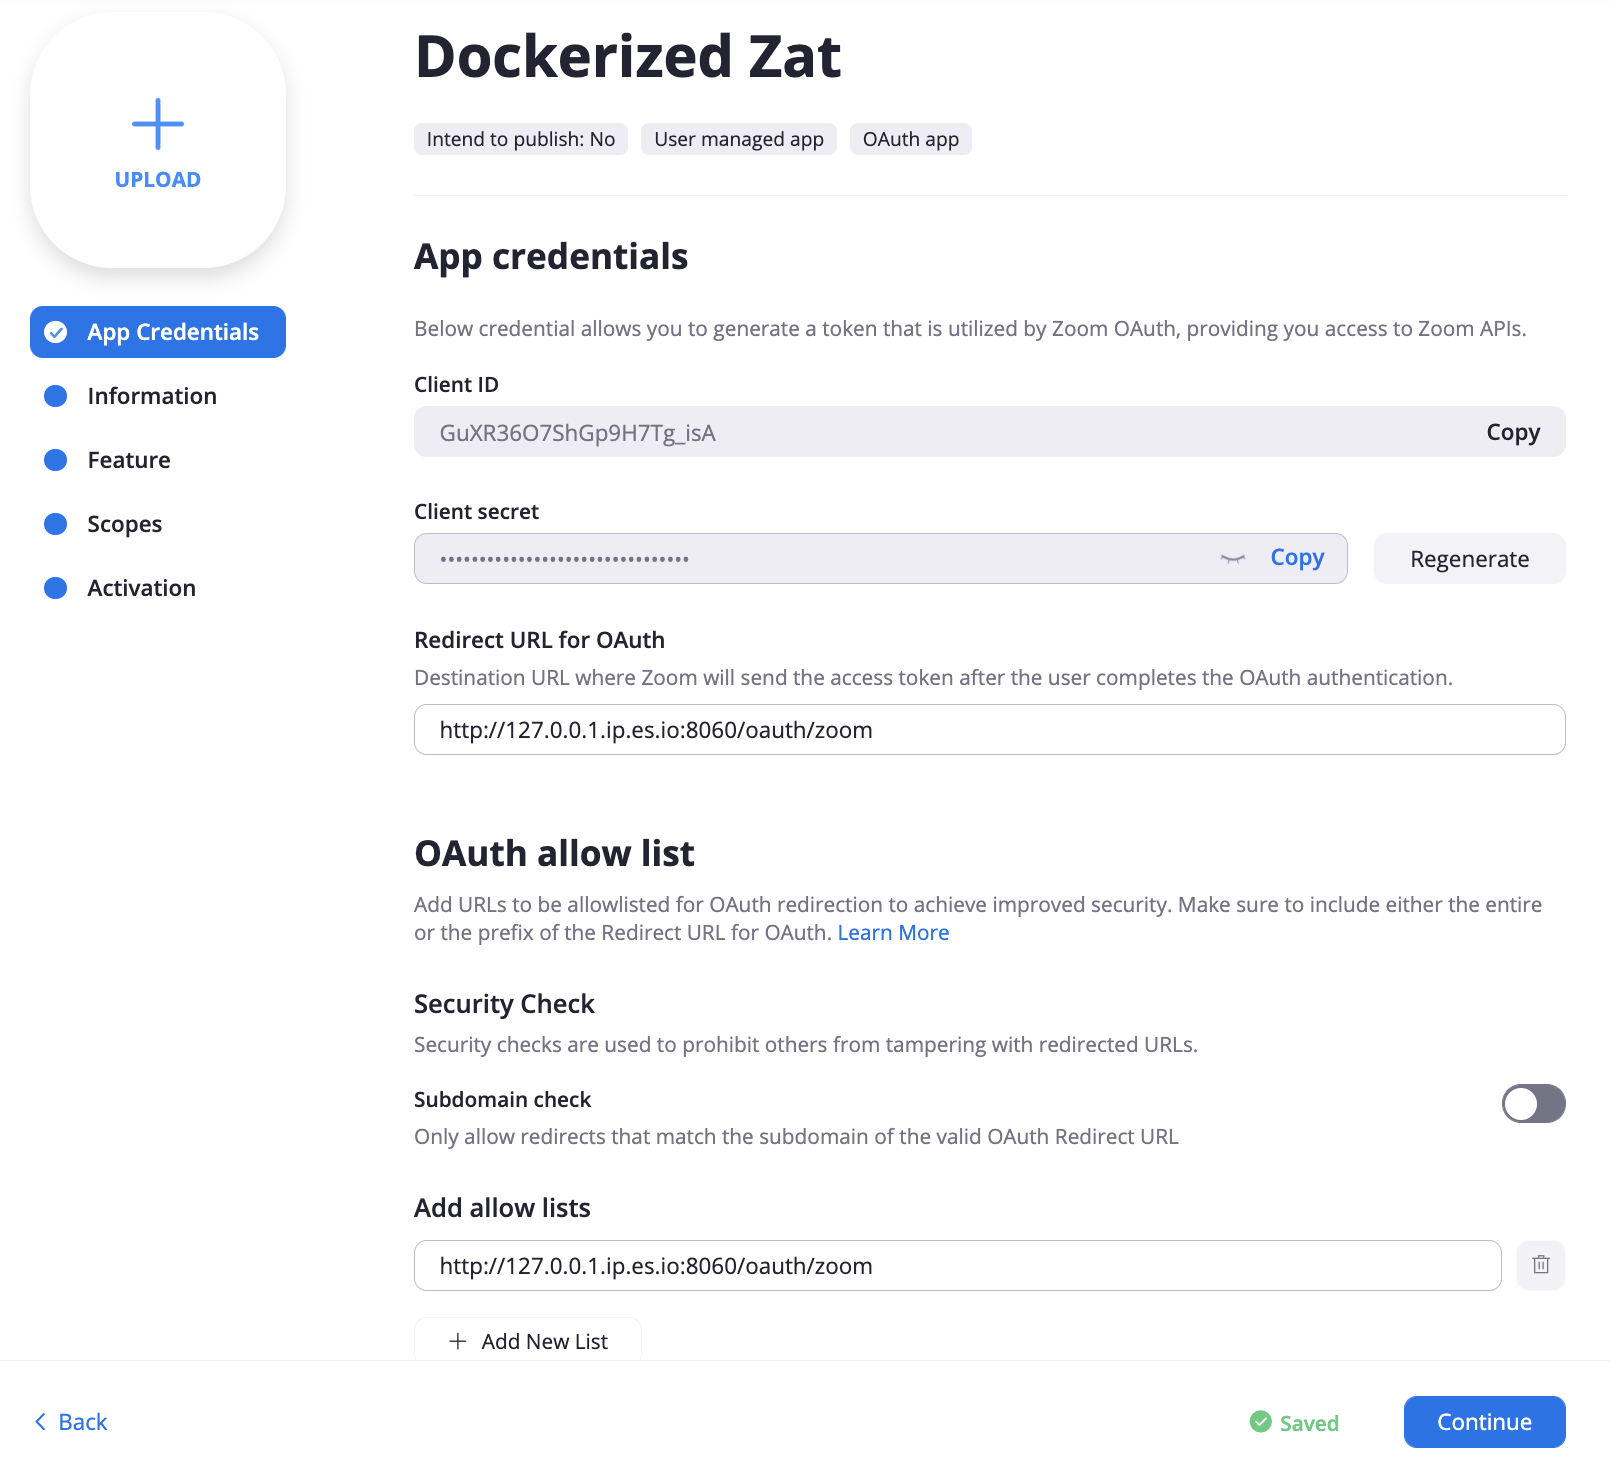 UPLOAD
App Credentials
Information
Feature
Scopes
Activation
Dockerized Zat
Intend to publish: No
User managed app
OAuth app
App credentials
Below credential allows you to generate a token that is utilized by Zoom OAuth, providing you access to Zoom APIs.
Client ID
GuXR36O7ShGp9H7Tg_isA
Copy
Client secret
••••••••••••••••••••••••••••••••
Copy
Regenerate
Redirect URL for OAuth
Destination URL where Zoom will send the access token after the user completes the OAuth authentication.
http://127.0.0.1.ip.es.io:8060/oauth/zoom
OAuth allow list
Add URLs to be allowlisted for OAuth redirection to achieve improved security. Make sure to include either the entire
or the prefix of the Redirect URL for OAuth. Learn More
Security Check
Security checks are used to prohibit others from tampering with redirected URLs.
Subdomain check
Only allow redirects that match the subdomain of the valid OAuth Redirect URL
Add allow lists
http://127.0.0.1.ip.es.io:8060/oauth/zoom
Add New List
Back
Saved
Continue